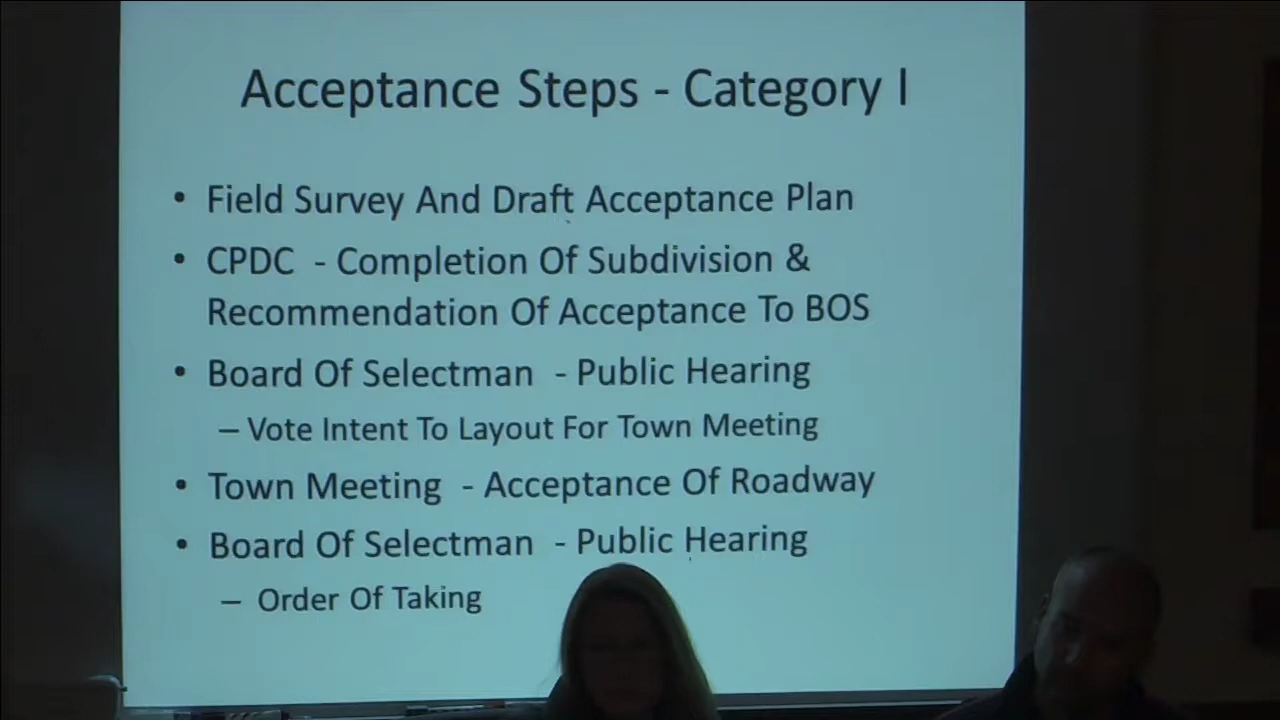 Acceptance Steps - Category I
• Field Survey And Draft Acceptance Plan
• CPDC - Completion Of Subdivision &
Recommendation Of Acceptance To BOS
• Board Of Selectman - Public Hearing
– Vote Intent To Layout For Town Meeting
• Town Meeting - Acceptance Of Roadway
• Board Of Selectman - Public Hearing
– Order Of Taking